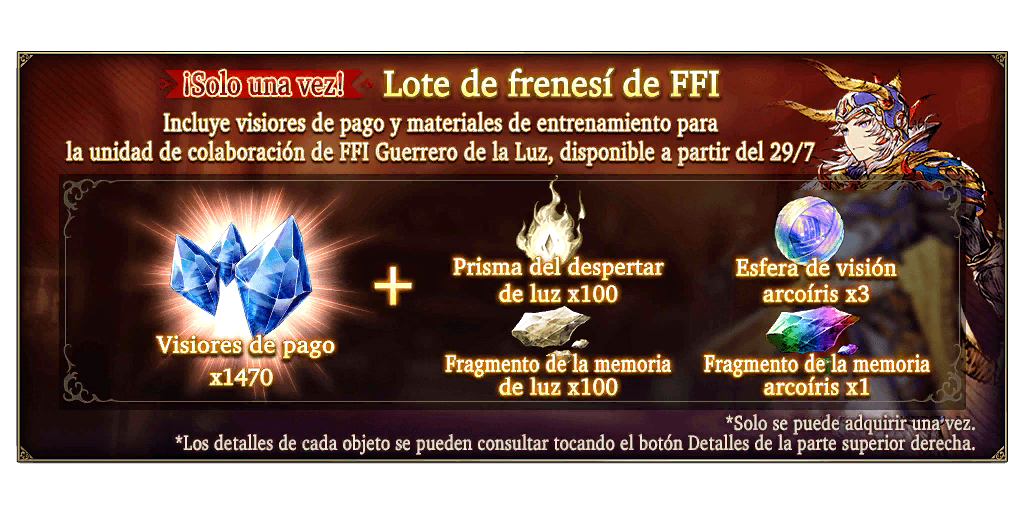 ¡Solo una vez! Lote de frenesí de FFI
Incluye visiores de pago y materiales de entrenamiento para
la unidad de colaboración de FFI Guerrero de la Luz, disponible a partir del 29/7
Visiores de pago
x1470
+
Prisma del despertar
de luz x100
Esfera de visión
arcoíris x3
Fragmento de la memoria
de luz x100
Fragmento de la memoria
arcoíris x1
*Solo se puede adquirir una vez.
*Los detalles de cada objeto se pueden consultar tocando el botón Detalles de la parte superior derecha.